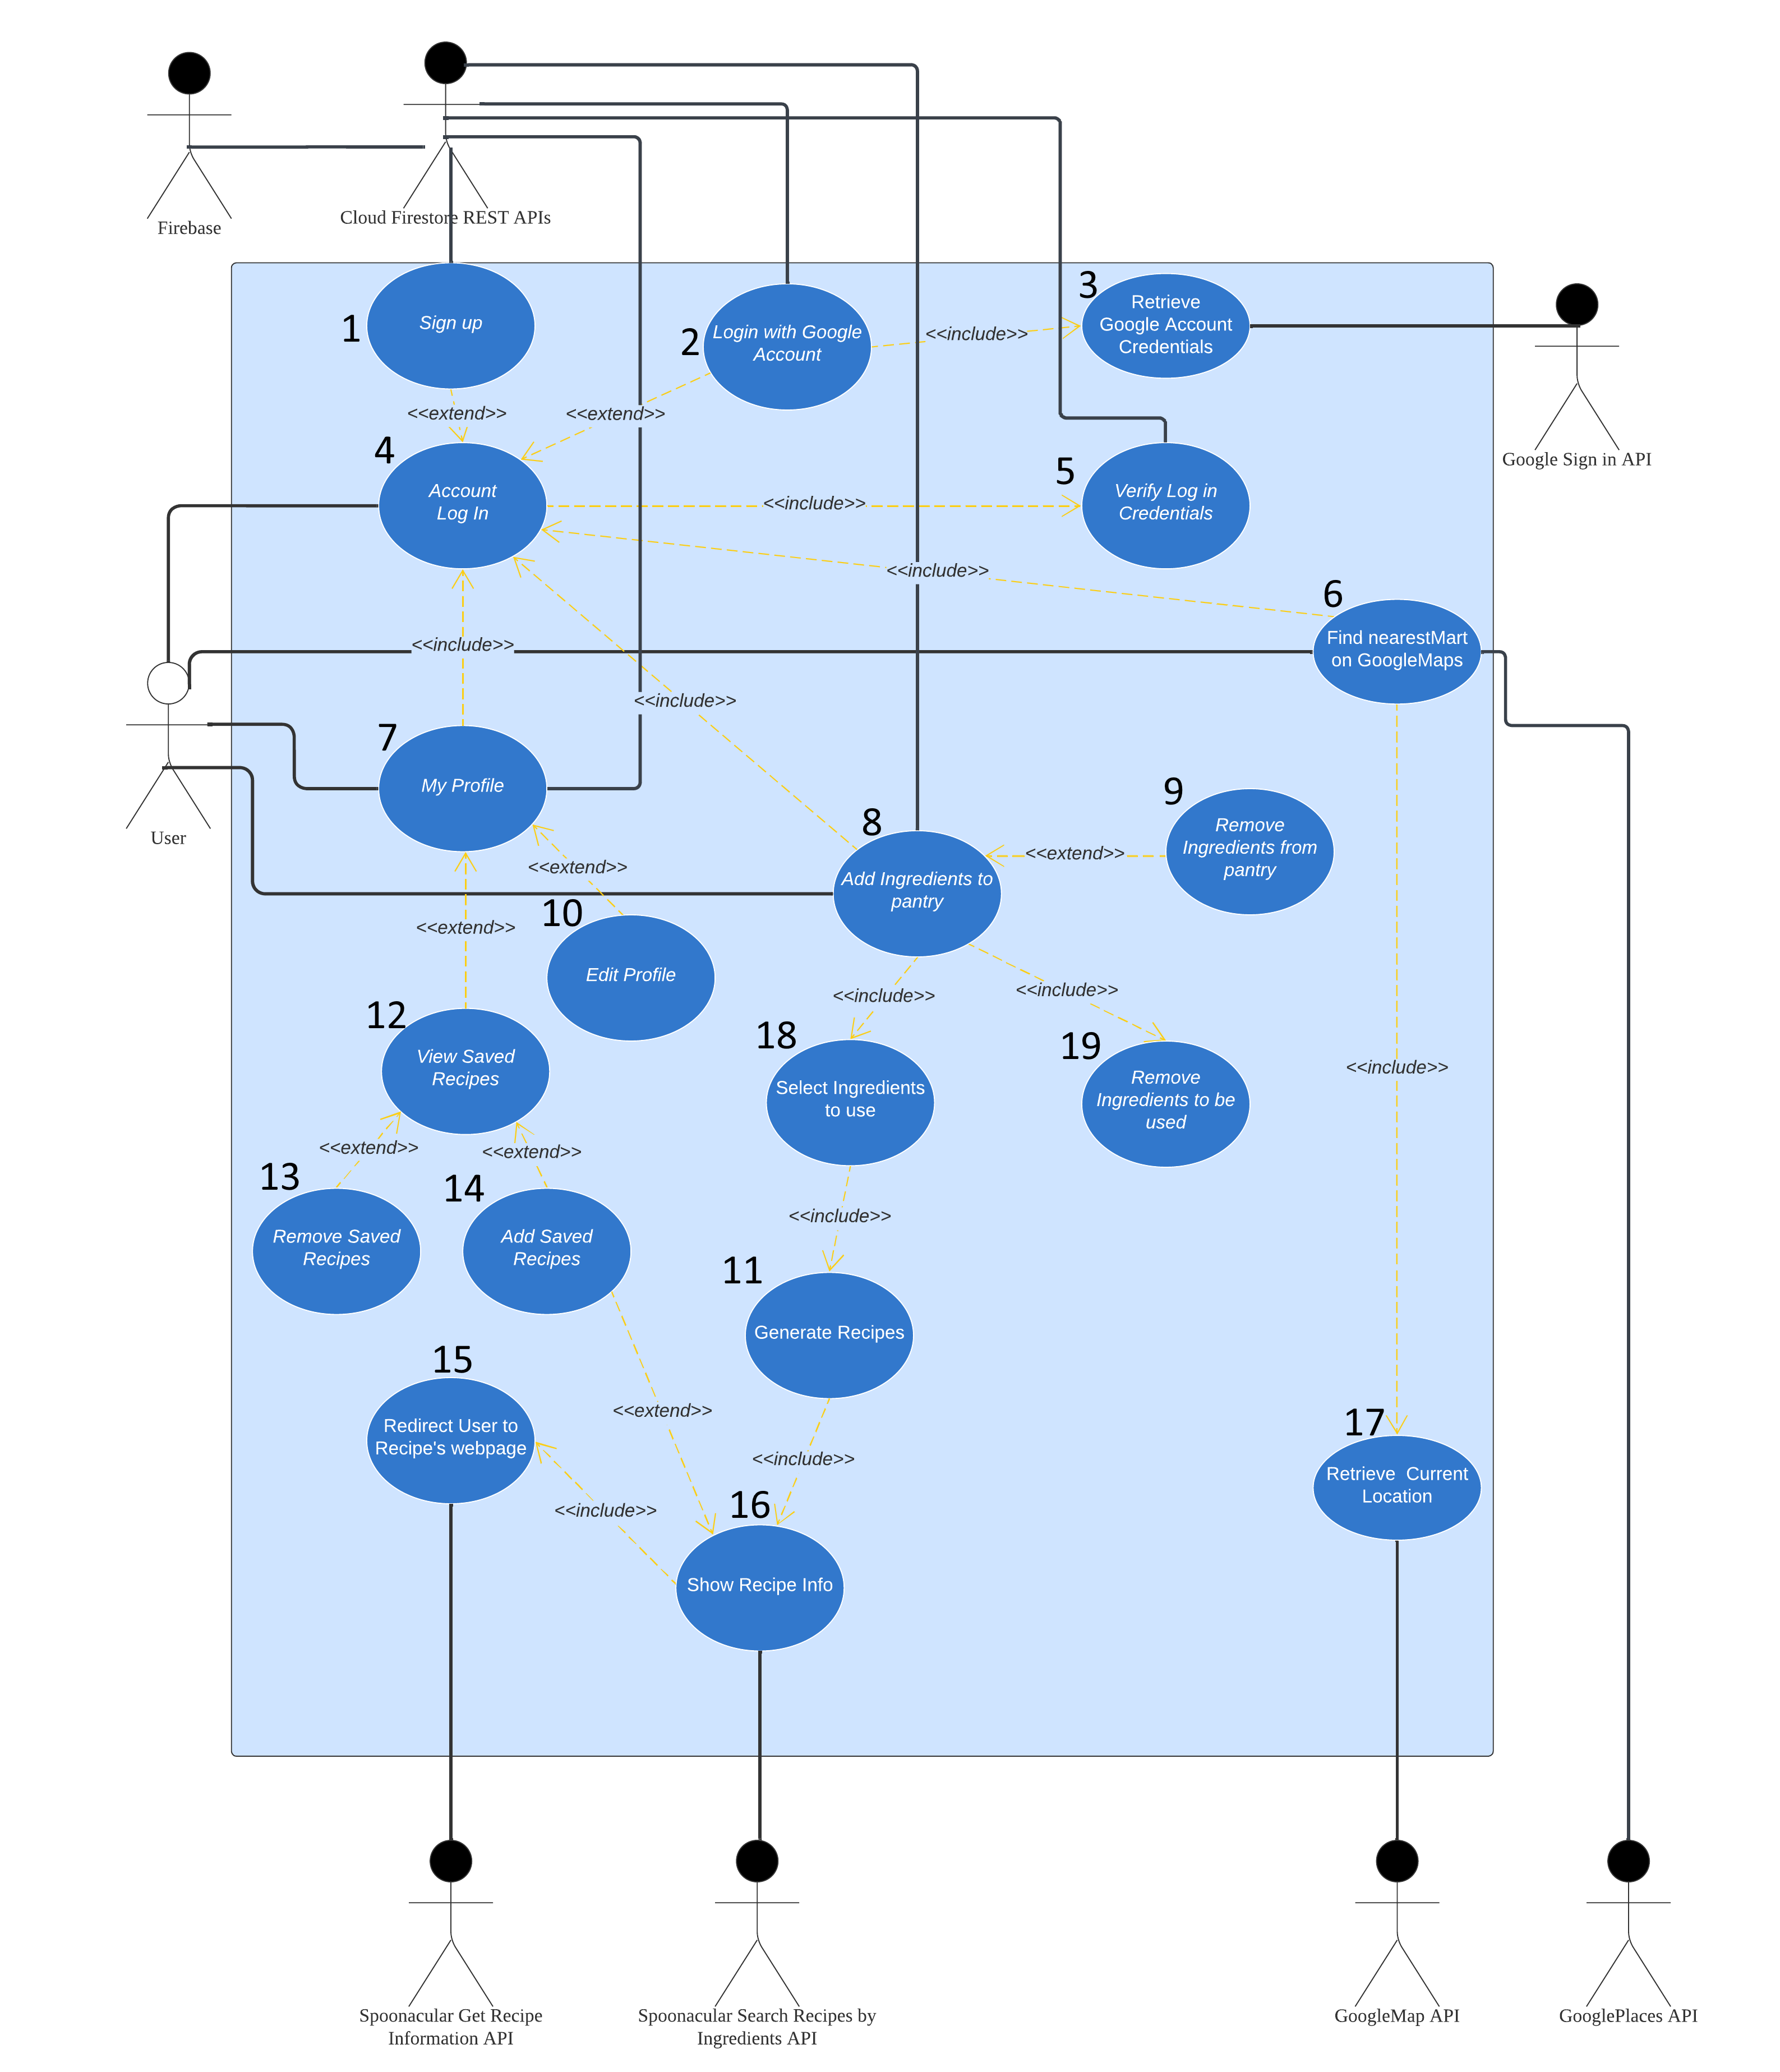 Firebase
Cloud Firestore REST APIs
1
Sign up
2
Login with Google
Account
<<include>>
3
Retrieve
Google Account
Credentials
Google Sign in API
<<extend>>
<<extend>>
4
Account
Log In
<<include>>
5
Verify Log in
Credentials
<<include>>
6
Find nearestMart
on GoogleMaps
<<include>>
<<include>>
User
7
My Profile
8
Add Ingredients to
pantry
<<extend>>
9
Remove
Ingredients from
pantry
<<extend>>
<<extend>>
10
Edit Profile
<<include>>
<<include>>
12
View Saved
Recipes
18
Select Ingredients
to use
19
Remove
Ingredients to be
used
<<include>>
<<extend>>
<<extend>>
13
Remove Saved
Recipes
14
Add Saved
Recipes
<<include>>
11
Generate Recipes
15
Redirect User to
Recipe's webpage
<<extend>>
<<include>>
<<include>>
16
Show Recipe Info
17
Retrieve  Current
Location
Spoonacular Get Recipe
Information API
Spoonacular Search Recipes by
Ingredients API
GoogleMap API
GooglePlaces API